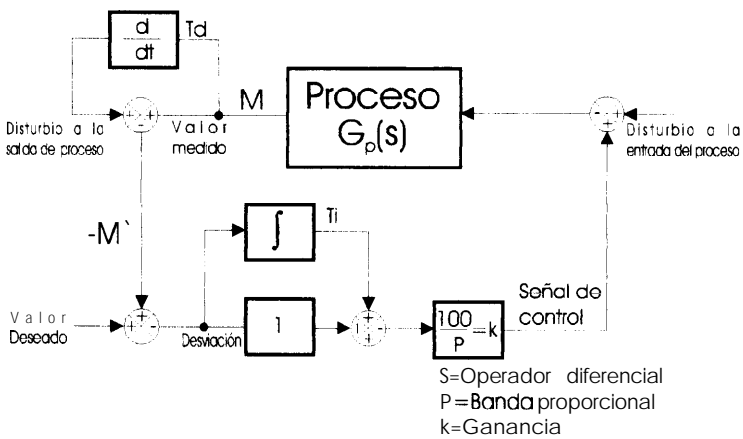 d
dt
Td
M
Proceso
Gp(s)
Disturbio a la
salida de proceso
Valor
medido
Disturbio a la
entrada del proceso
-M`
∫
Ti
Valor
Deseado
Desviación
1
100
P
=k
Señal de
control
S=Operador diferencial
P=Banda proporcional
k=Ganancia